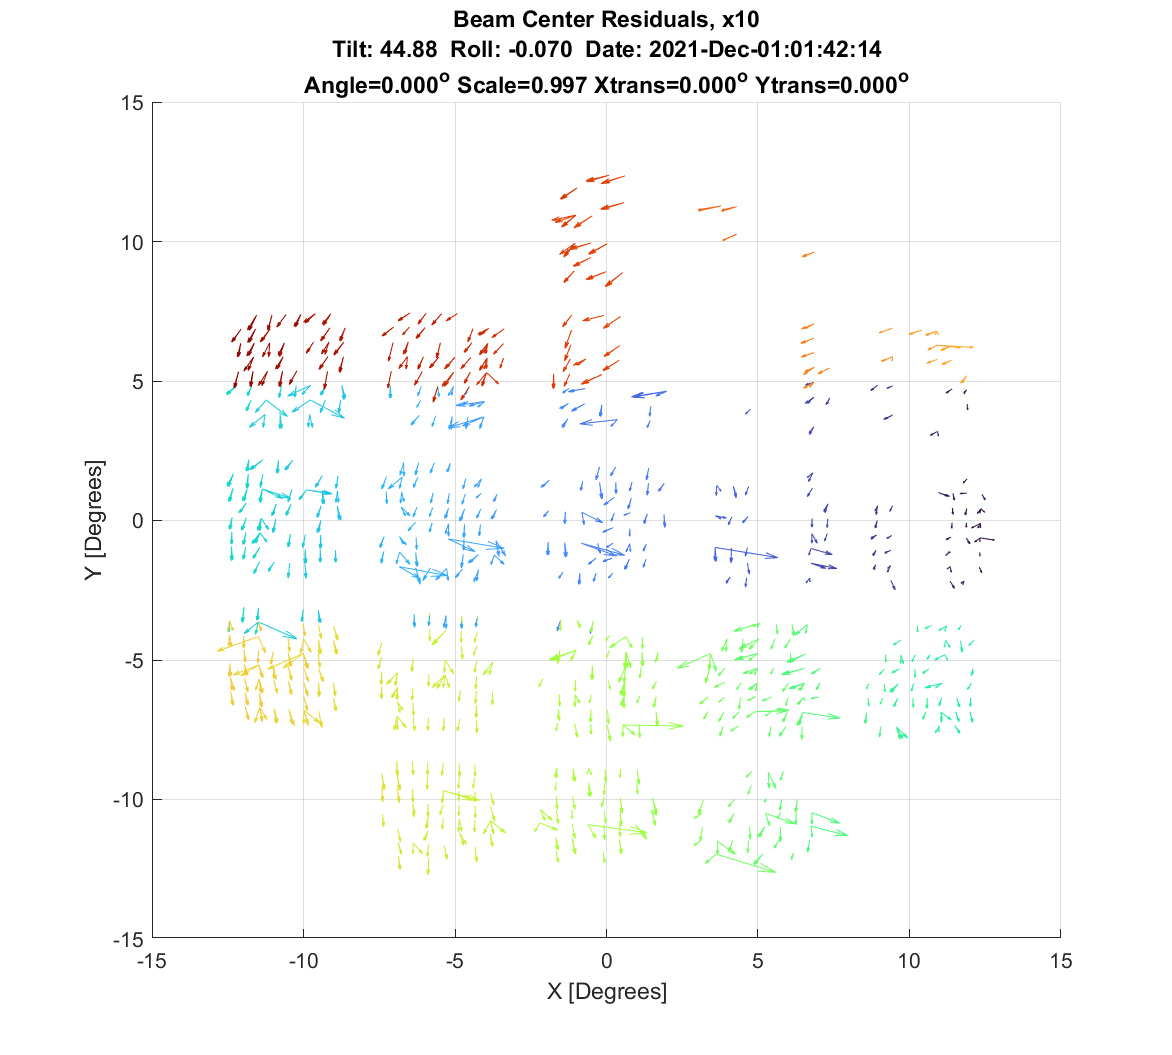 Beam Center Residuals, x10
Tilt: 44.88  Roll: -0.070  Date: 2021-Dec-01:01:42:14
Angle=0.000° Scale=0.997 Xtrans=0.000° Ytrans=0.000°
15
10
5
0
-5
-10
-15
Y [Degrees]
-15 -10 -5 0 5 10 15
X [Degrees]